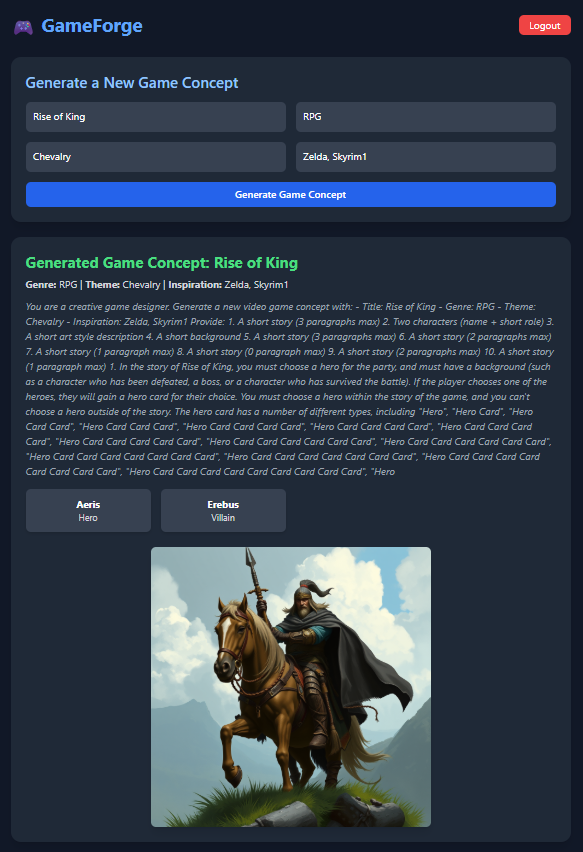 GameForge
Logout
Generate a New Game Concept
Rise of King
RPG
Chevalry
Zelda, Skyrim1
Generate Game Concept
Generated Game Concept: Rise of King
Genre: RPG | Theme: Chevalry | Inspiration: Zelda, Skyrim1
You are a creative game designer. Generate a new video game concept with: - Title: Rise of King - Genre: RPG - Theme:
Chevalry - Inspiration: Zelda, Skyrim1 Provide: 1. A short story (3 paragraphs max) 2. Two characters (name + short role) 3.
A short art style description 4. A short background 5. A short story (3 paragraphs max) 6. A short story (2 paragraphs max)
7. A short story (1 paragraph max) 8. A short story (0 paragraph max) 9. A short story (2 paragraphs max) 10. A short story
(1 paragraph max) 1. In the story of Rise of King, you must choose a hero for the party, and must have a background (such
as a character who has been defeated, a boss, or a character who has survived the battle). If the player chooses one of the
heroes, they will gain a hero card for their choice. You must choose a hero within the story of the game, and you can't
choose a hero outside of the story. The hero card has a number of different types, including "Hero", "Hero Card", "Hero
Card Card", "Hero Card Card Card", "Hero Card Card Card Card", "Hero Card Card Card Card", "Hero Card Card Card
Card", "Hero Card Card Card Card Card", "Hero Card Card Card Card Card Card", "Hero Card Card Card Card Card Card",
"Hero Card Card Card Card Card Card Card", "Hero Card Card Card Card Card Card Card", "Hero Card Card Card Card
Card Card Card Card", "Hero Card Card Card Card Card Card Card Card Card", "Hero
Aeris
Hero
Erebus
Villain